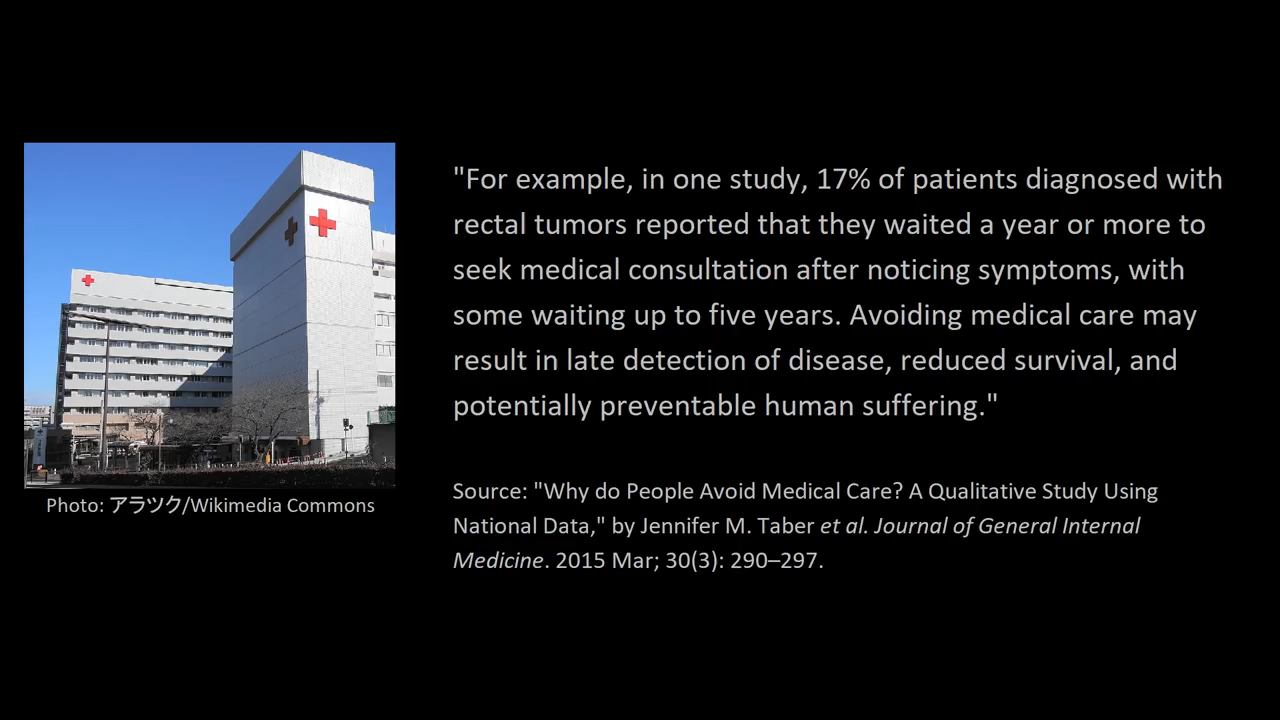 "For example, in one study, 17% of patients diagnosed with
rectal tumors reported that they waited a year or more to
seek medical consultation after noticing symptoms, with
some waiting up to five years. Avoiding medical care may
result in late detection of disease, reduced survival, and
potentially preventable human suffering."
Photo: アラツク/Wikimedia Commons
Source: "Why do People Avoid Medical Care? A Qualitative Study Using
National Data," by Jennifer M. Taber et al. Journal of General Internal
Medicine. 2015 Mar; 30(3): 290–297.